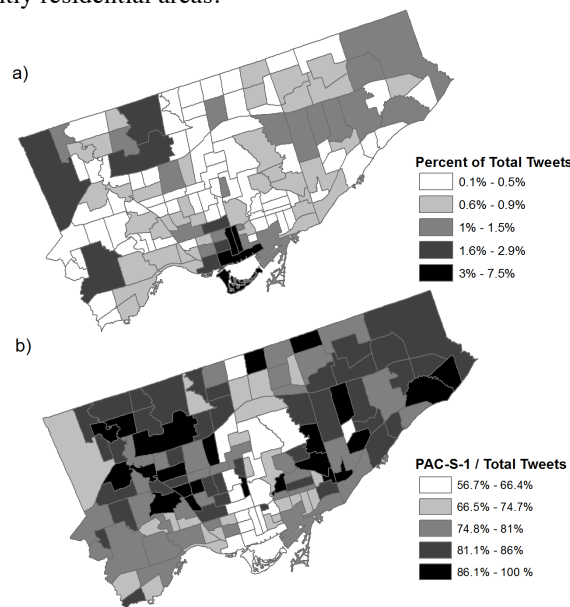 residential areas.
a)
Percent of Total Tweets
0.1% - 0.5%
0.6% - 0.9%
1% - 1.5%
1.6% - 2.9%
3% - 7.5%
b)
PAC-S-1 / Total Tweets
56.7% - 66.4%
66.5% - 74.7%
74.8% - 81%
81.1% - 86%
86.1% - 100 %